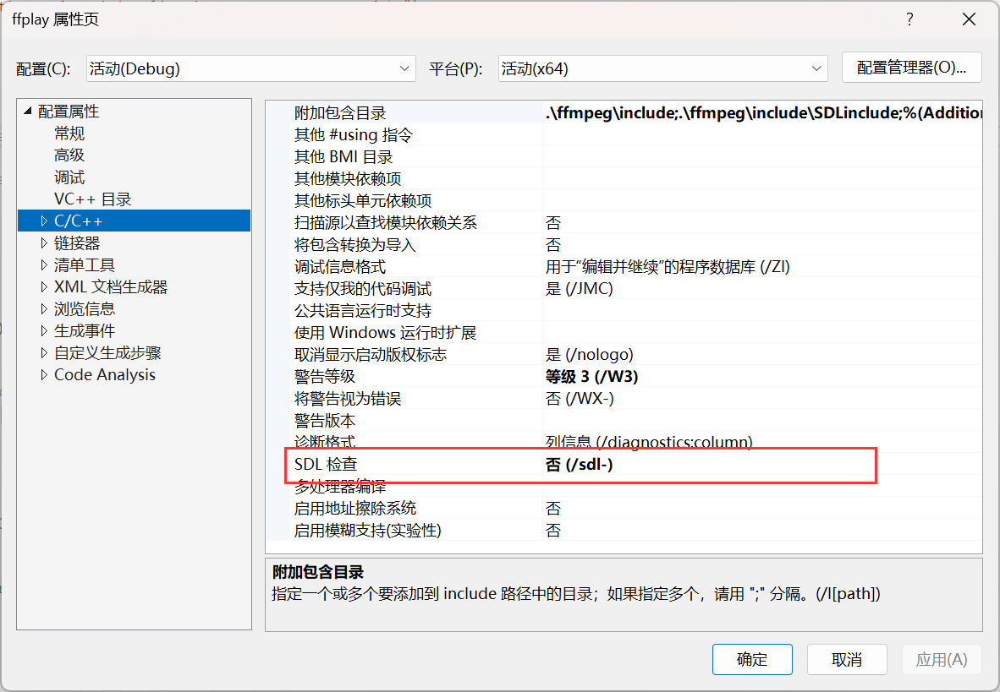 ffplay 属性页
配置(C): 活动(Debug) 平台(P): 活动(x64) 配置管理器(O)...
配置属性
常规
高级
调试
VC++ 目录
C/C++
链接器
清单工具
XML 文档生成器
浏览信息
生成事件
自定义生成步骤
Code Analysis
附加包含目录 .\ffmpeg\include;.\ffmpeg\include\SDLinclude;%(Addition
其他 #using 指令
其他 BMI 目录
其他模块依赖项
其他标头单元依赖项
扫描源以查找模块依赖关系 否
将包含转换为导入 否
调试信息格式 用于“编辑并继续”的程序数据库 (/ZI)
支持仅我的代码调试 是 (/JMC)
公共语言运行时支持
使用 Windows 运行时扩展
取消显示启动版权标志 是 (/nologo)
警告等级 等级 3 (/W3)
将警告视为错误 否 (/WX-)
警告版本
诊断格式 列信息 (/diagnostics:column)
SDL 检查 否 (/sdl-)
多处理器编译
启用地址擦除系统 否
启用模糊支持(实验性) 否
附加包含目录
指定一个或多个要添加到 include 路径中的目录；如果指定多个，请用 ";" 分隔。(/I[path])
确定 取消 应用(A)